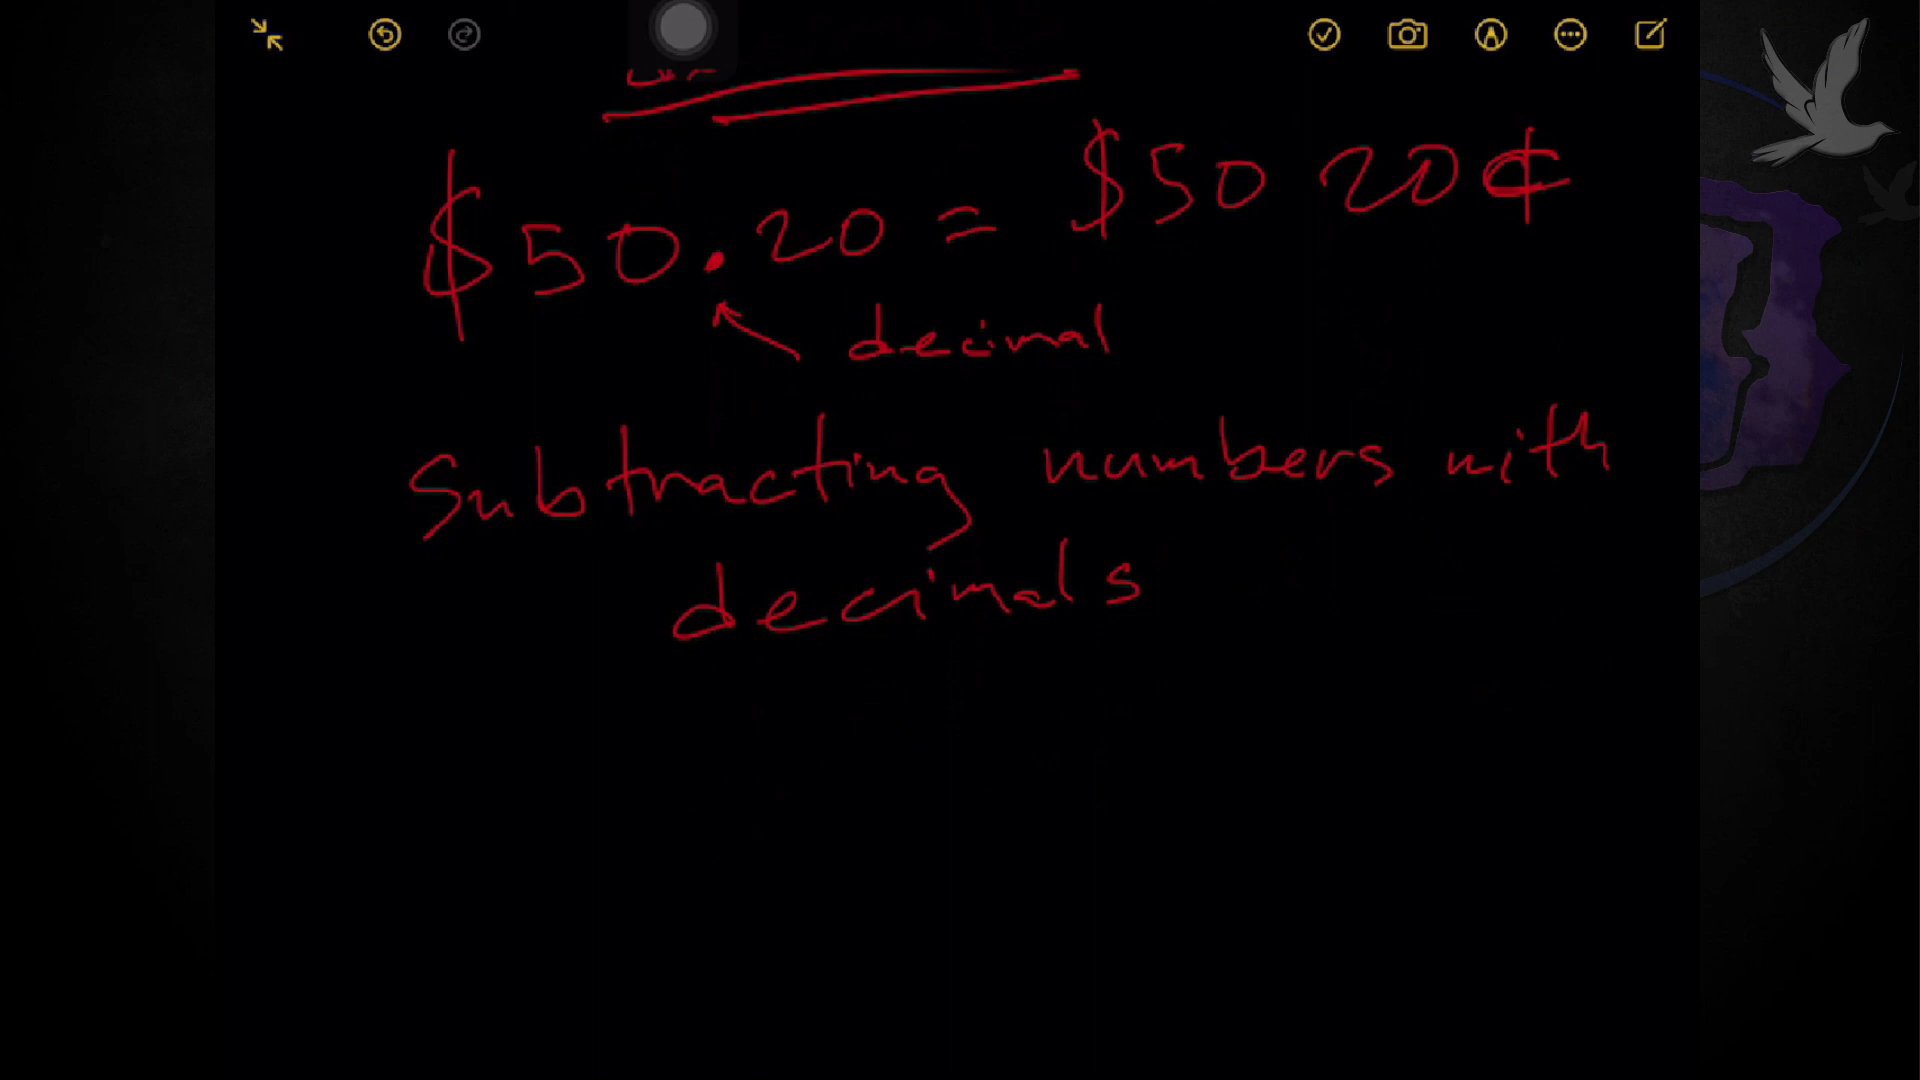 $50.20 = $50 20¢
decimal
Subtracting numbers with
decimals